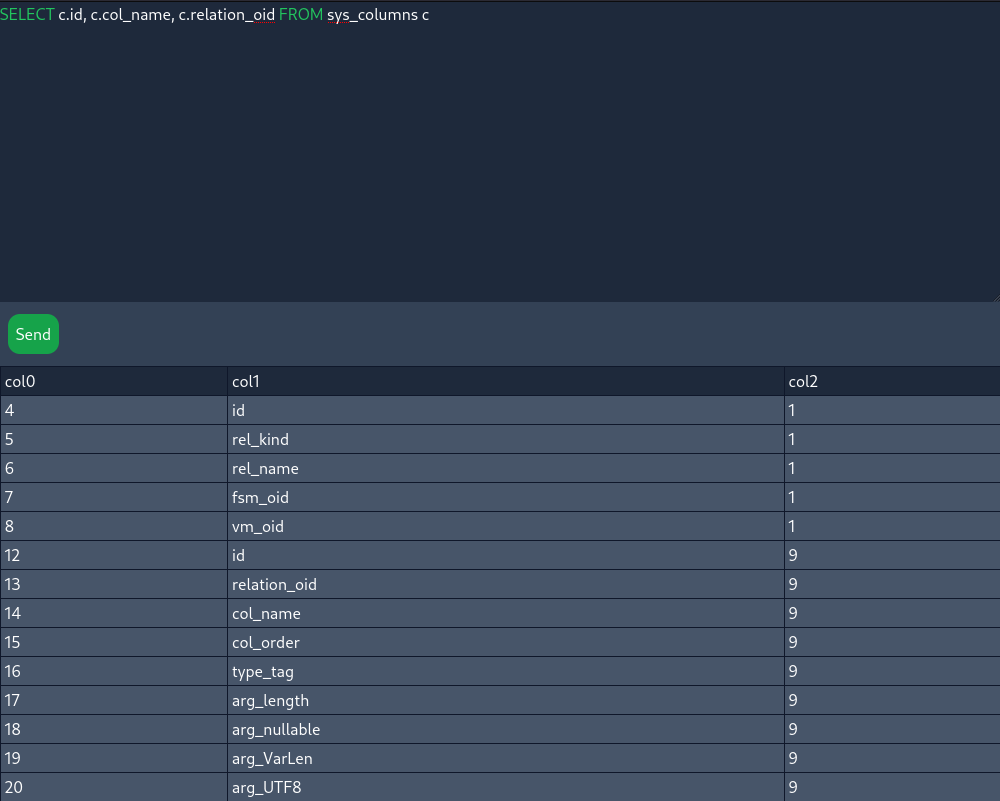 SELECT c.id, c.col_name, c.relation_oid FROM sys_columns c
Send
col0 col1 col2
4 id 1
5 rel_kind 1
6 rel_name 1
7 fsm_oid 1
8 vm_oid 1
12 id 9
13 relation_oid 9
14 col_name 9
15 col_order 9
16 type_tag 9
17 arg_length 9
18 arg_nullable 9
19 arg_VarLen 9
20 arg_UTF8 9